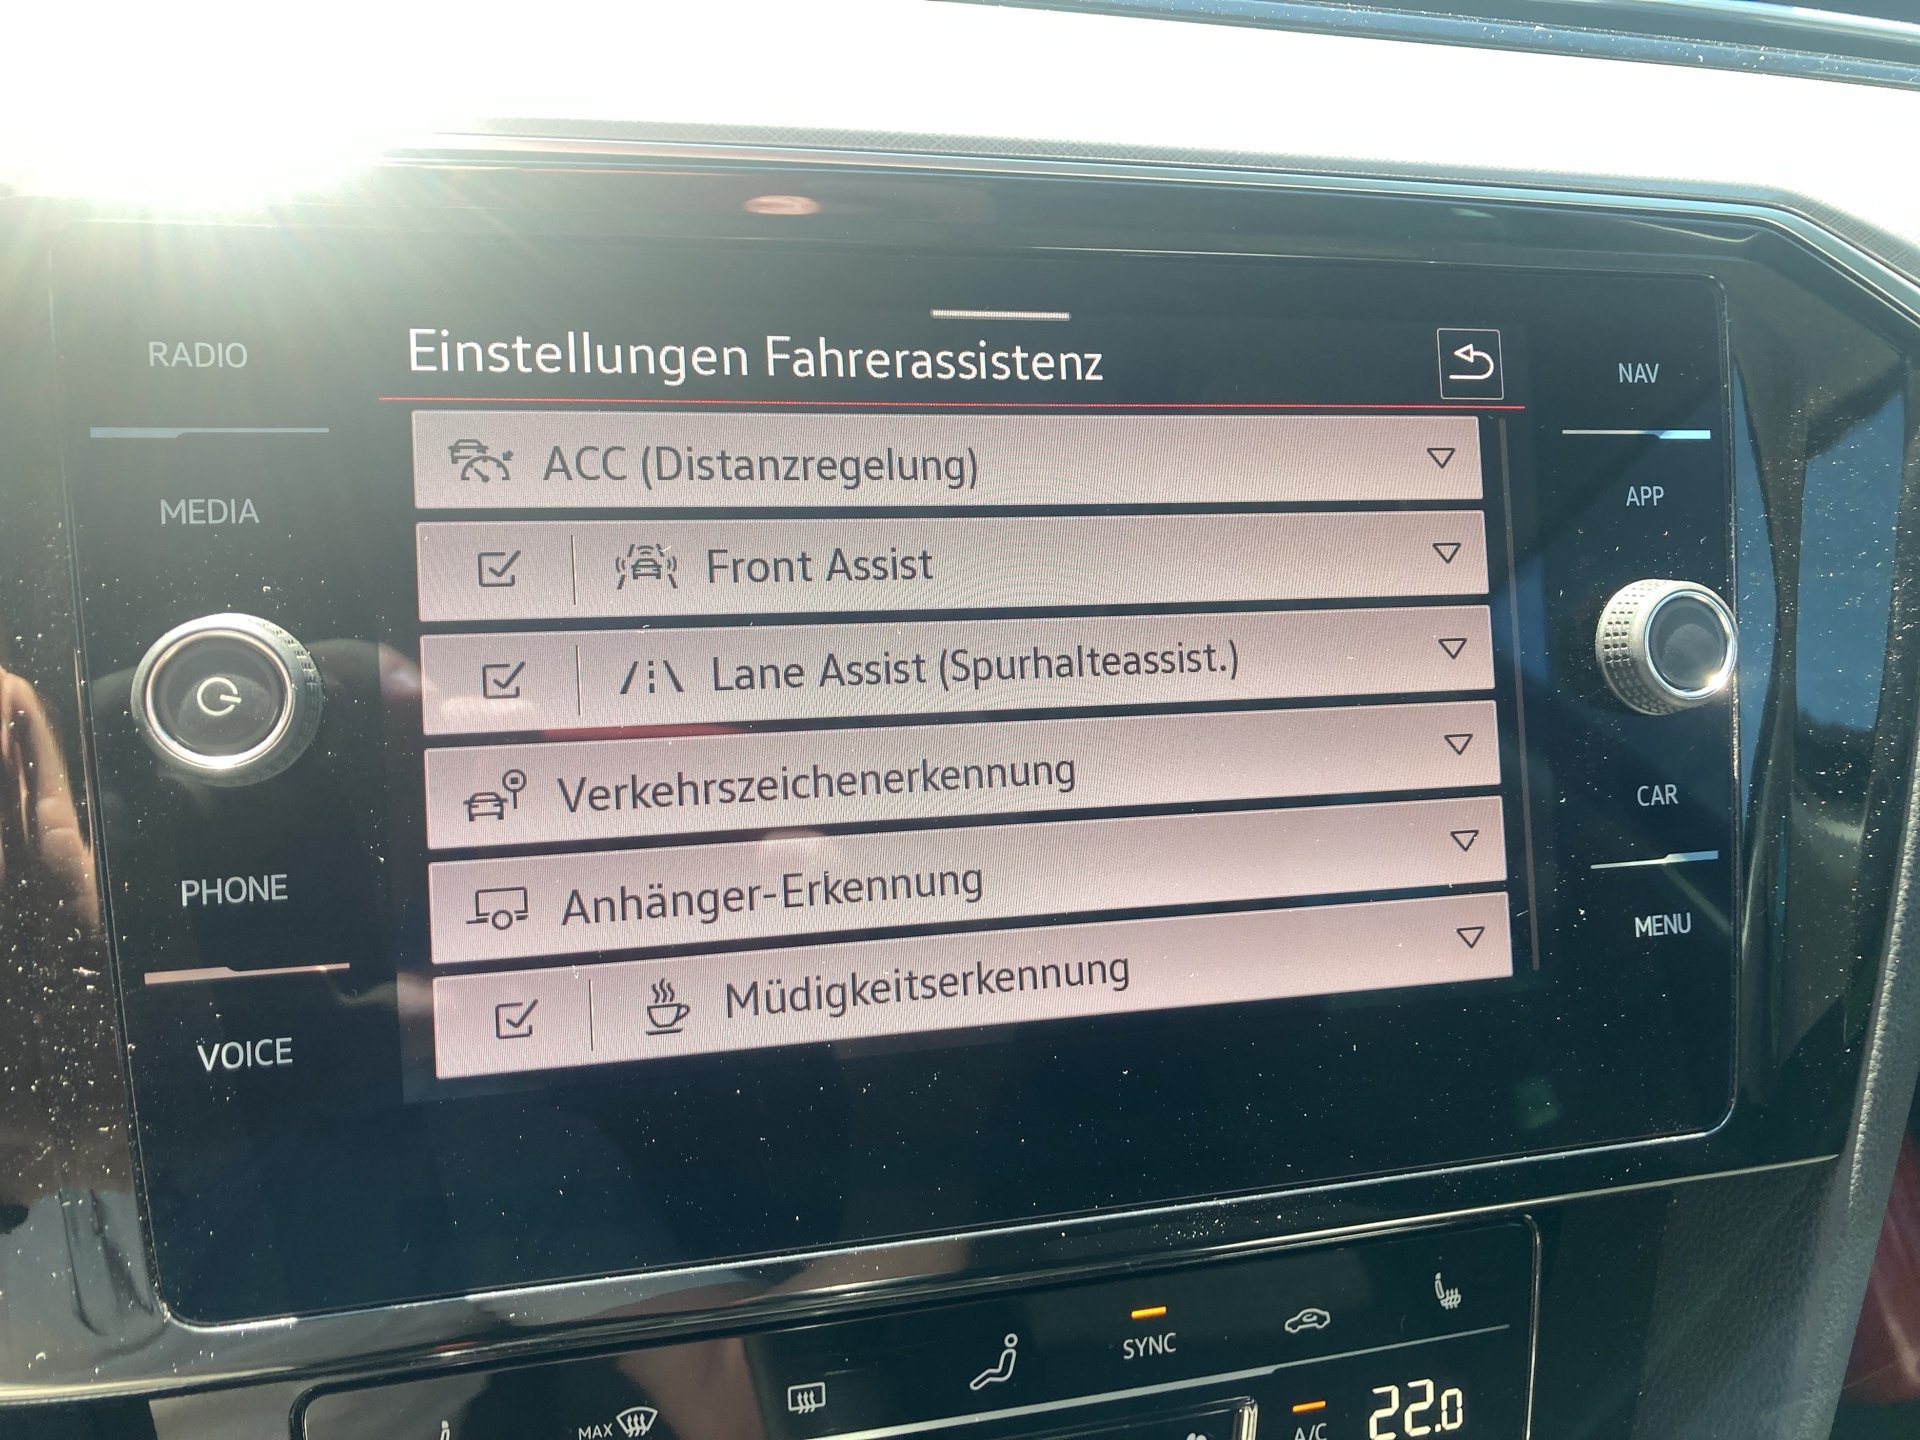 RADIO
MEDIA
PHONE
VOICE
Einstellungen Fahrerassistenz
ACC (Distanzregelung)
Front Assist
Lane Assist (Spurhalteassist.)
Verkehrszeichenerkennung
Anhänger-Erkennung
Müdigkeitserkennung
NAV
APP
CAR
MENU
SYNC
MAX
A/C
22.0